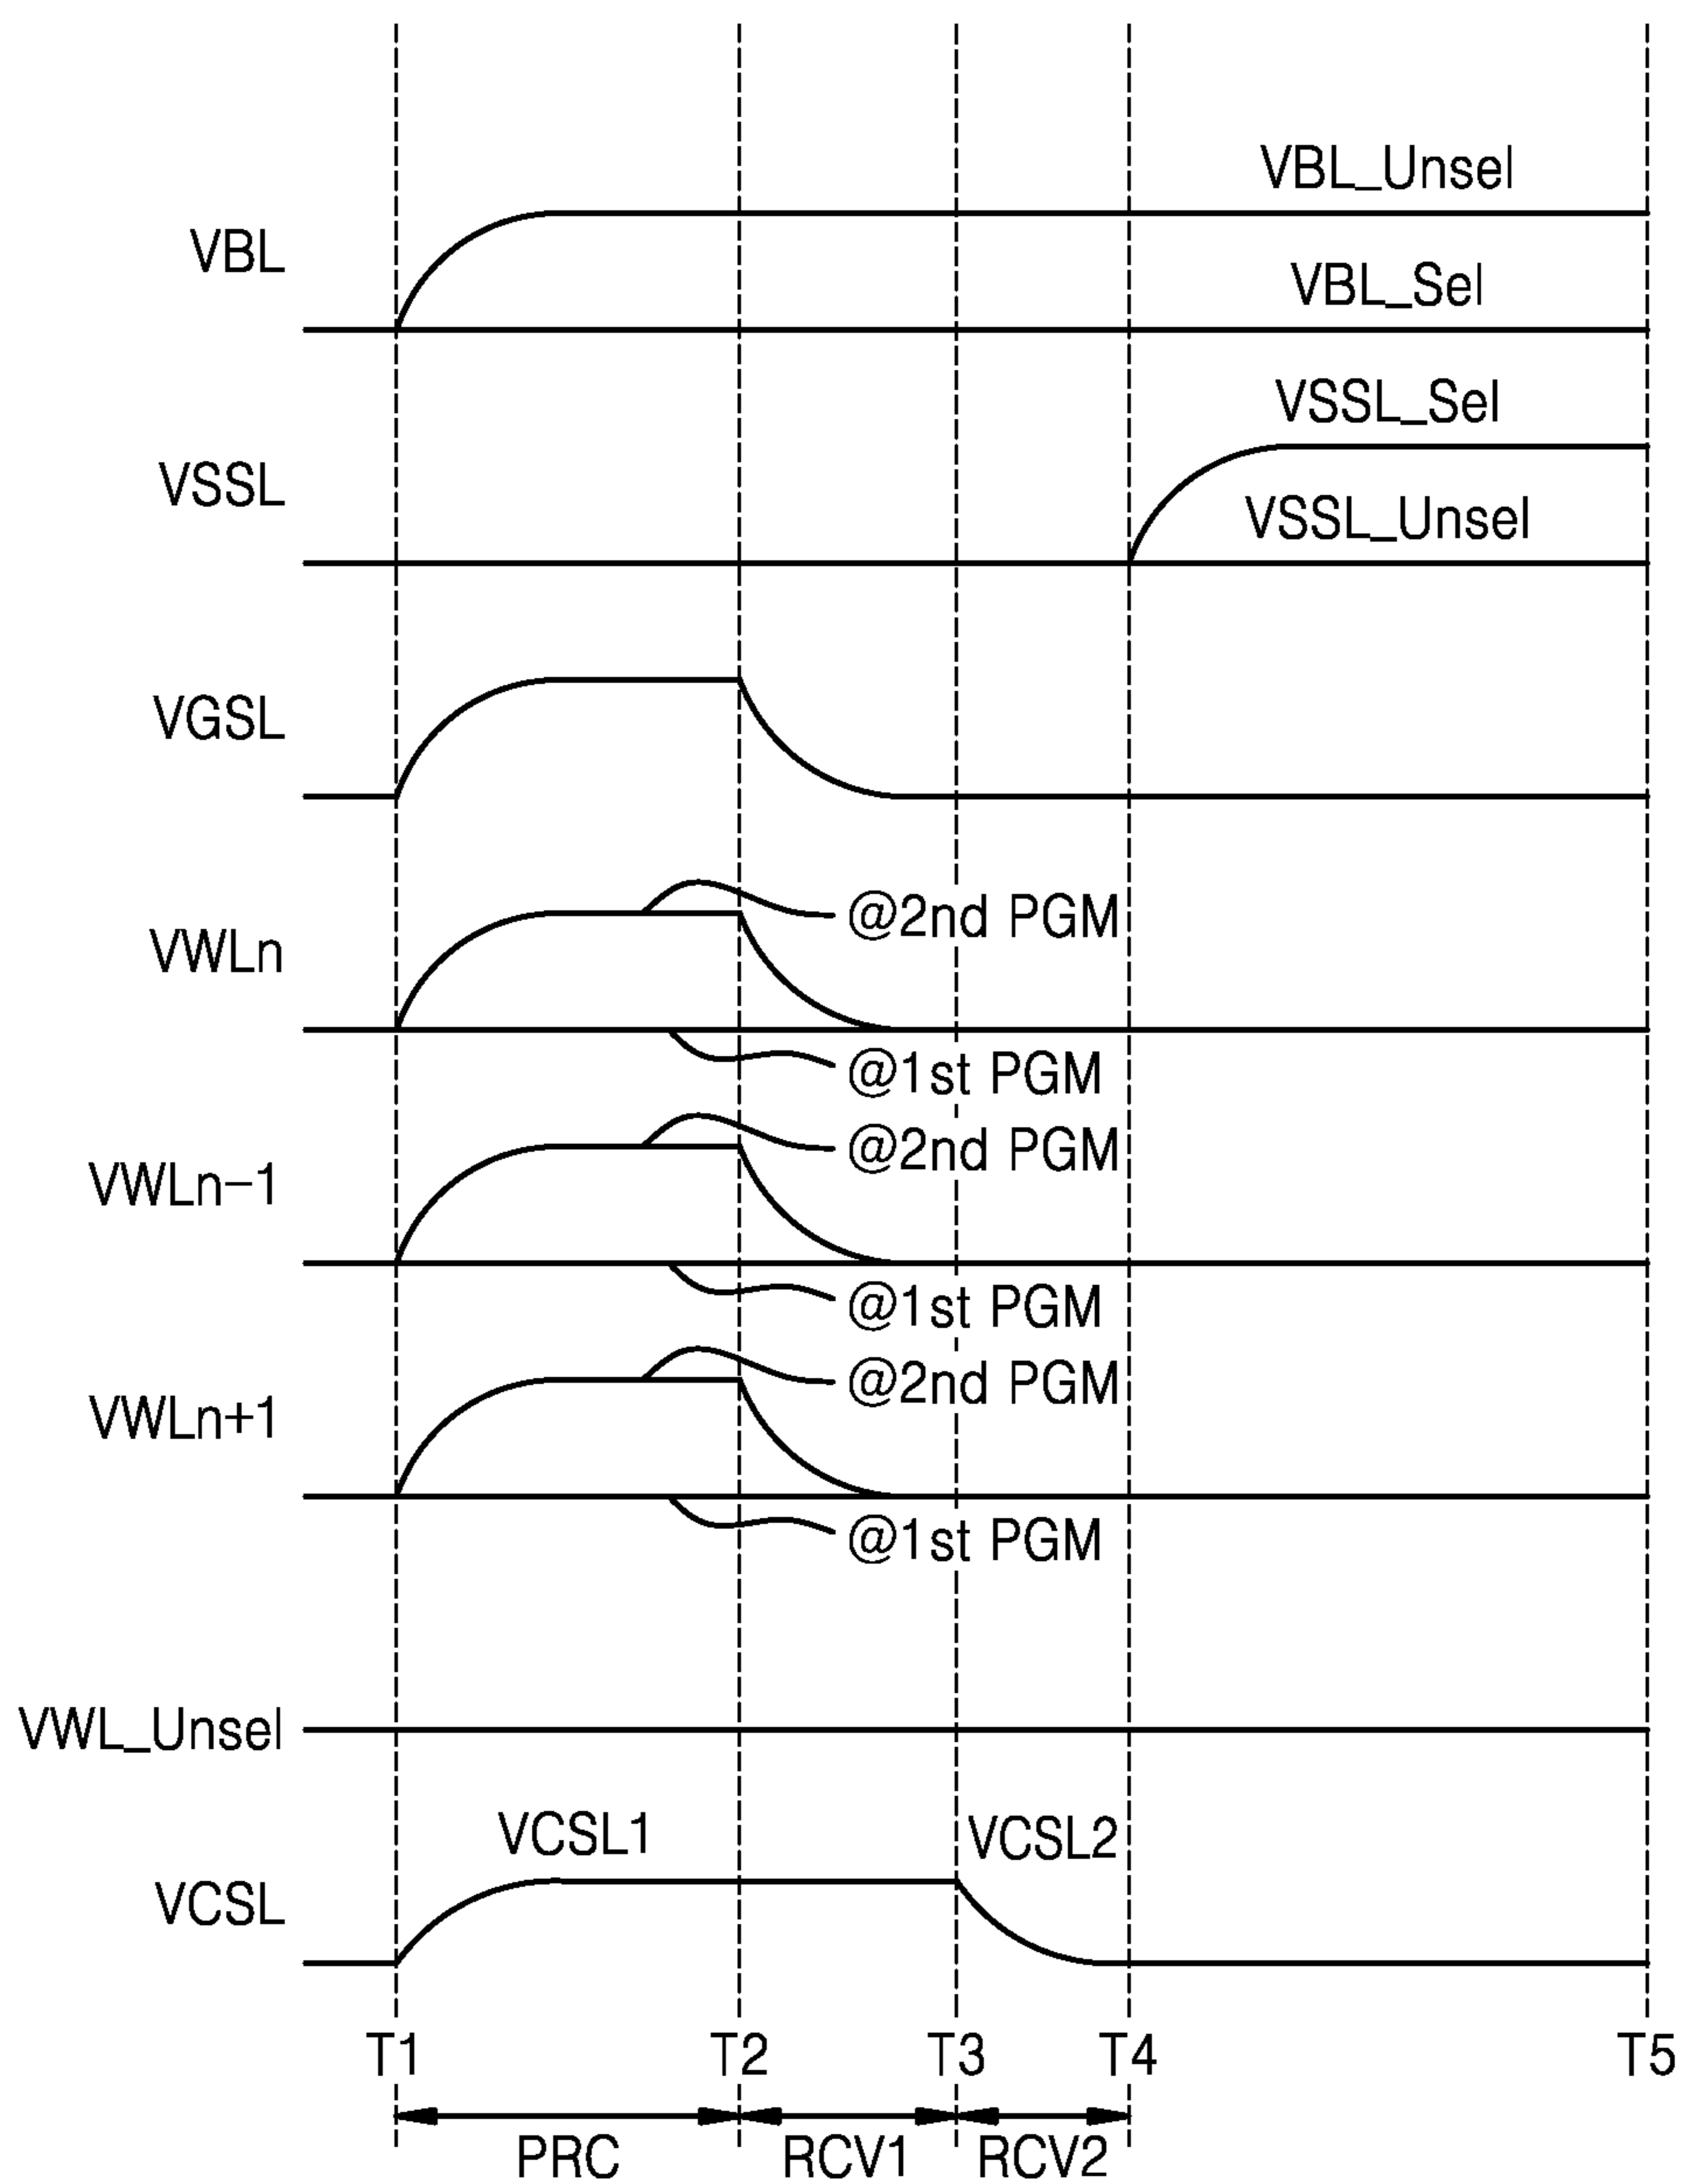 VBL_Unsel
VBL
VBL_Sel
VSSL_Sel
VSSL
VSSL_Unsel
VGSL
@2nd PGM
VWLn
@1st PGM
@2nd PGM
VWLn−1
@1st PGM
@2nd PGM
VWLn+1
@1st PGM
VWL_Unsel
VCSL1 VCSL2
VCSL
T1 T2 T3 T4 T5
PRC RCV1 RCV2